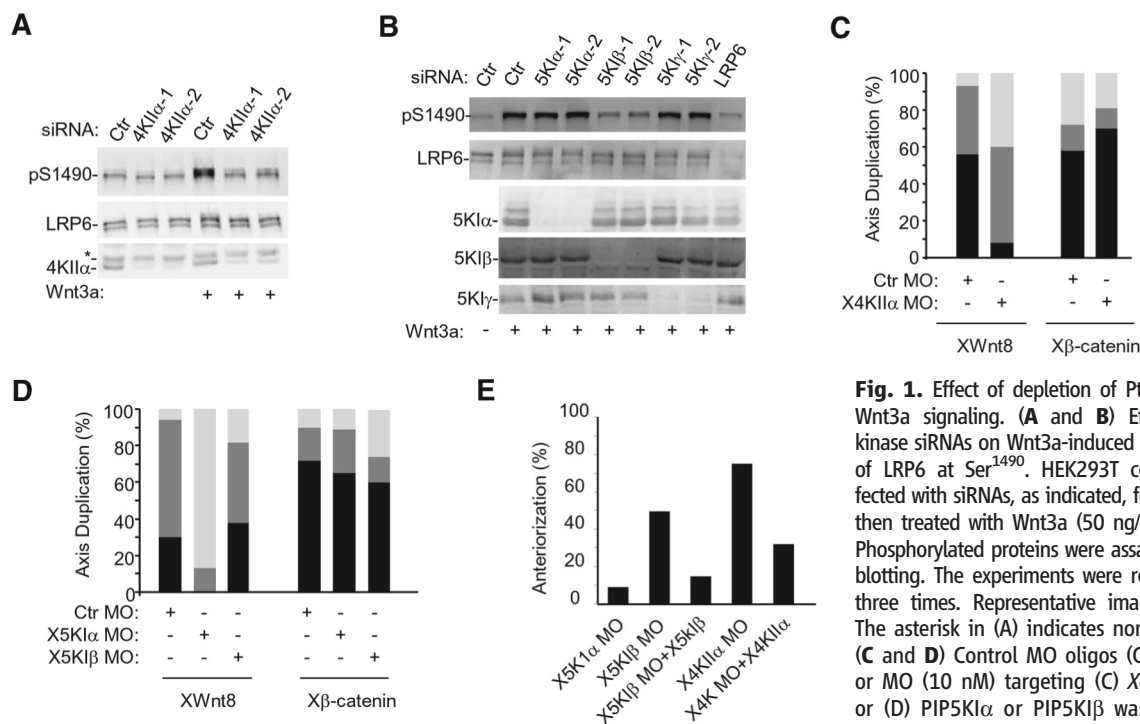 A
siRNA: Ctr 4KIIα-1 4KIIα-2 Ctr 4KIIα-1 4KIIα-2
pS1490-
LRP6-
*-
4KIIα-
Wnt3a: + + +
B
siRNA: Ctr Ctr 5KIα-1 5KIα-2 5KIβ-1 5KIβ-2 5KIγ-1 5KIγ-2 LRP6
pS1490-
LRP6-
5KIα-
5KIβ-
5KIγ-
Wnt3a: - + + + + + + + +
C
Axis Duplication (%)
100
80
60
40
20
0
Ctr MO: + - + -
X4KIIα MO: - + - +
XWnt8 Xβ-catenin
D
Axis Duplication (%)
100
80
60
40
20
0
Ctr MO: + - - + - -
X5KIα MO: - + - - + -
X5KIβ MO: - - + - - +
XWnt8 Xβ-catenin
E
Anteriorization (%)
100
80
60
40
20
0
X5K1α MO
X5KIβ MO
X5KIβ MO+X5kIβ
X4KIIα MO
X4K MO+X4KIIα
Fig. 1. Effect of depletion of Pt
Wnt3a signaling. (A and B) Ef
kinase siRNAs on Wnt3a-induced
of LRP6 at Ser1490. HEK293T c
fected with siRNAs, as indicated, f
then treated with Wnt3a (50 ng/
Phosphorylated proteins were assa
blotting. The experiments were re
three times. Representative ima
The asterisk in (A) indicates non
(C and D) Control MO oligos (C
or MO (10 nM) targeting (C) X
or (D) PIP5KIα or PIP5KIβ wa